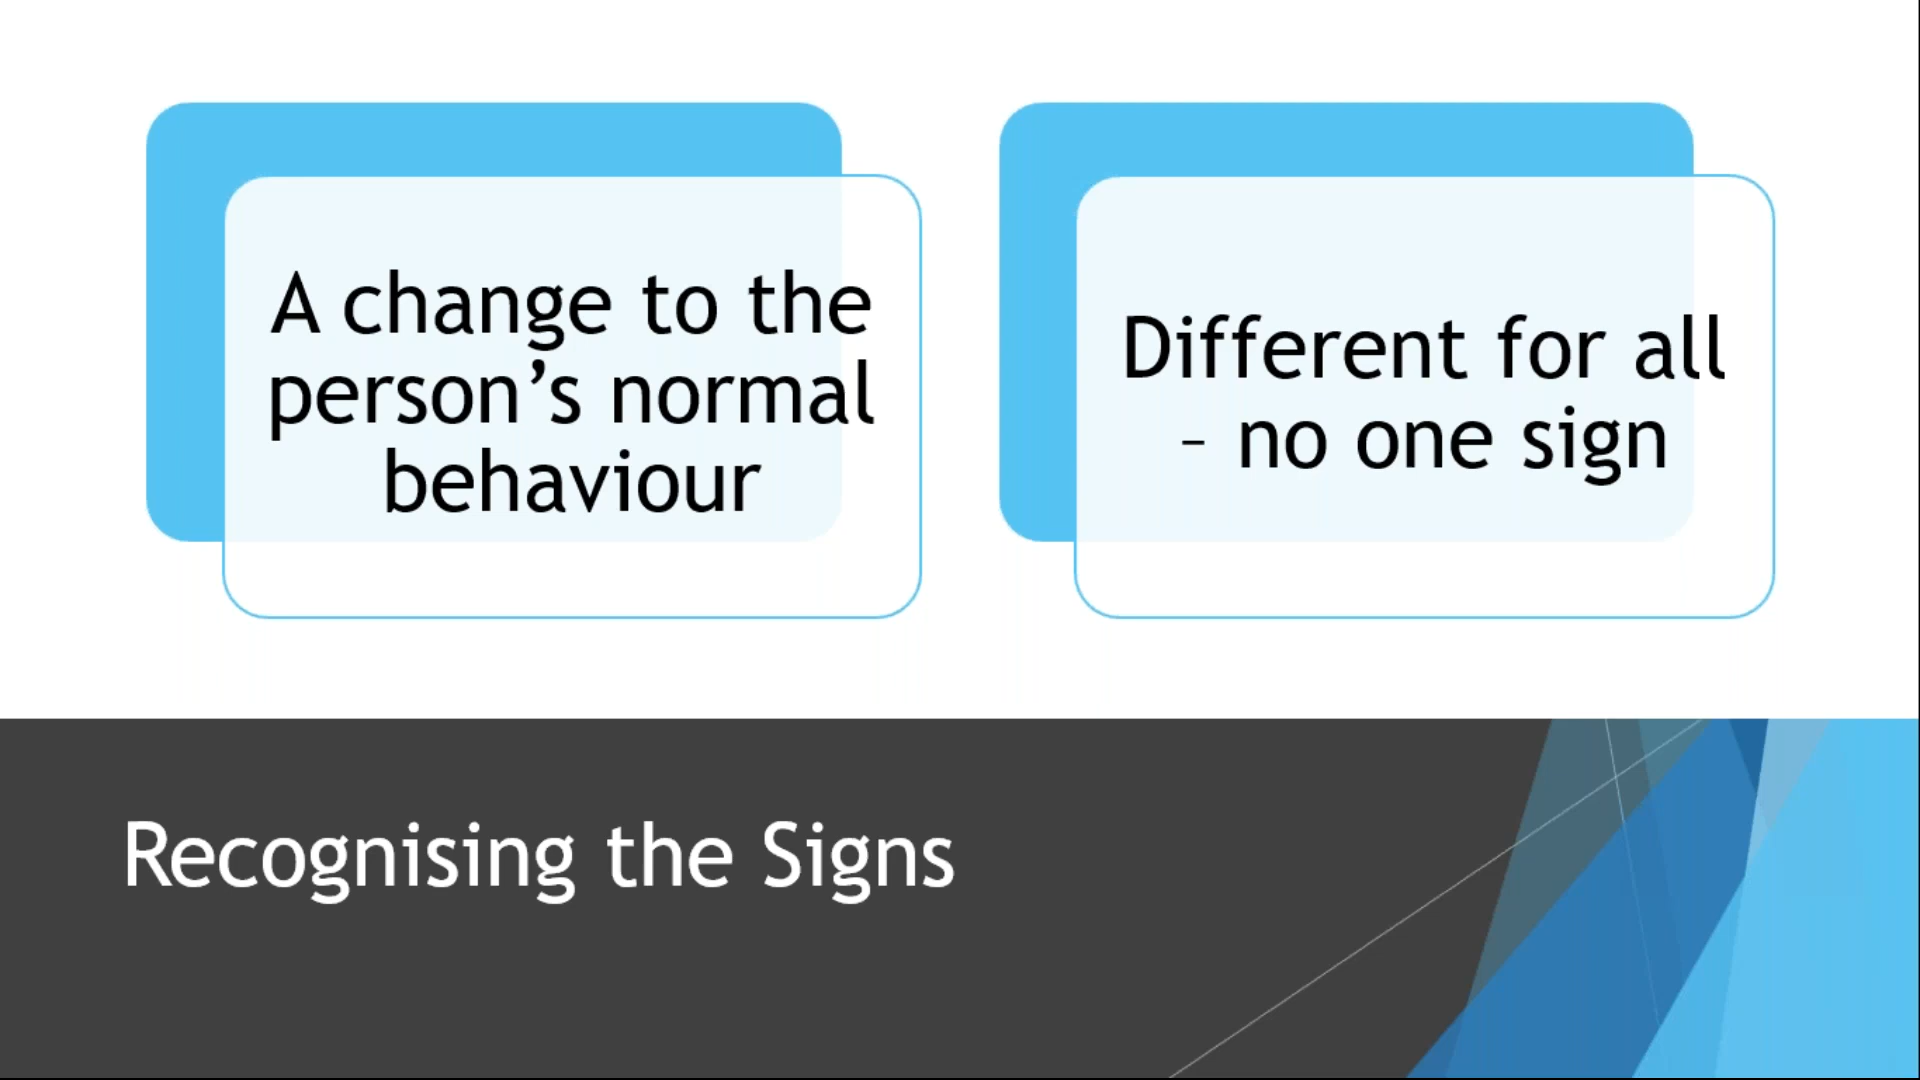 A change to the
person’s normal
behaviour
Different for all
– no one sign
Recognising the Signs